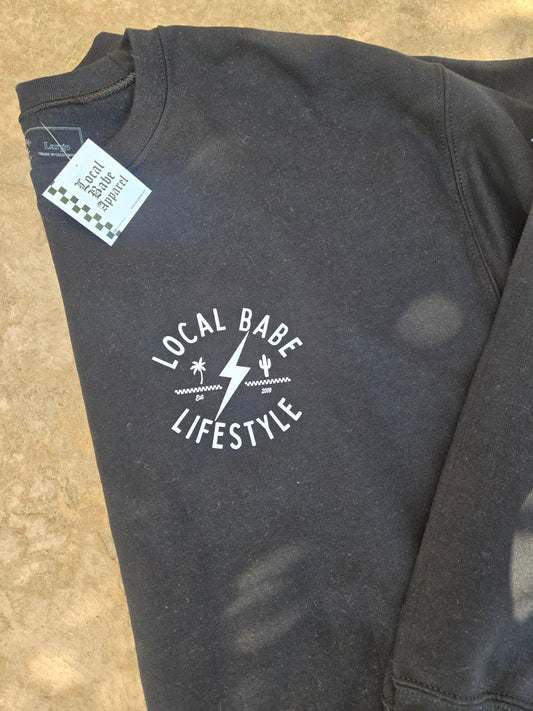 Large
Local
Babe
Apparel
LOCAL BABE
Est 2019
LIFESTYLE